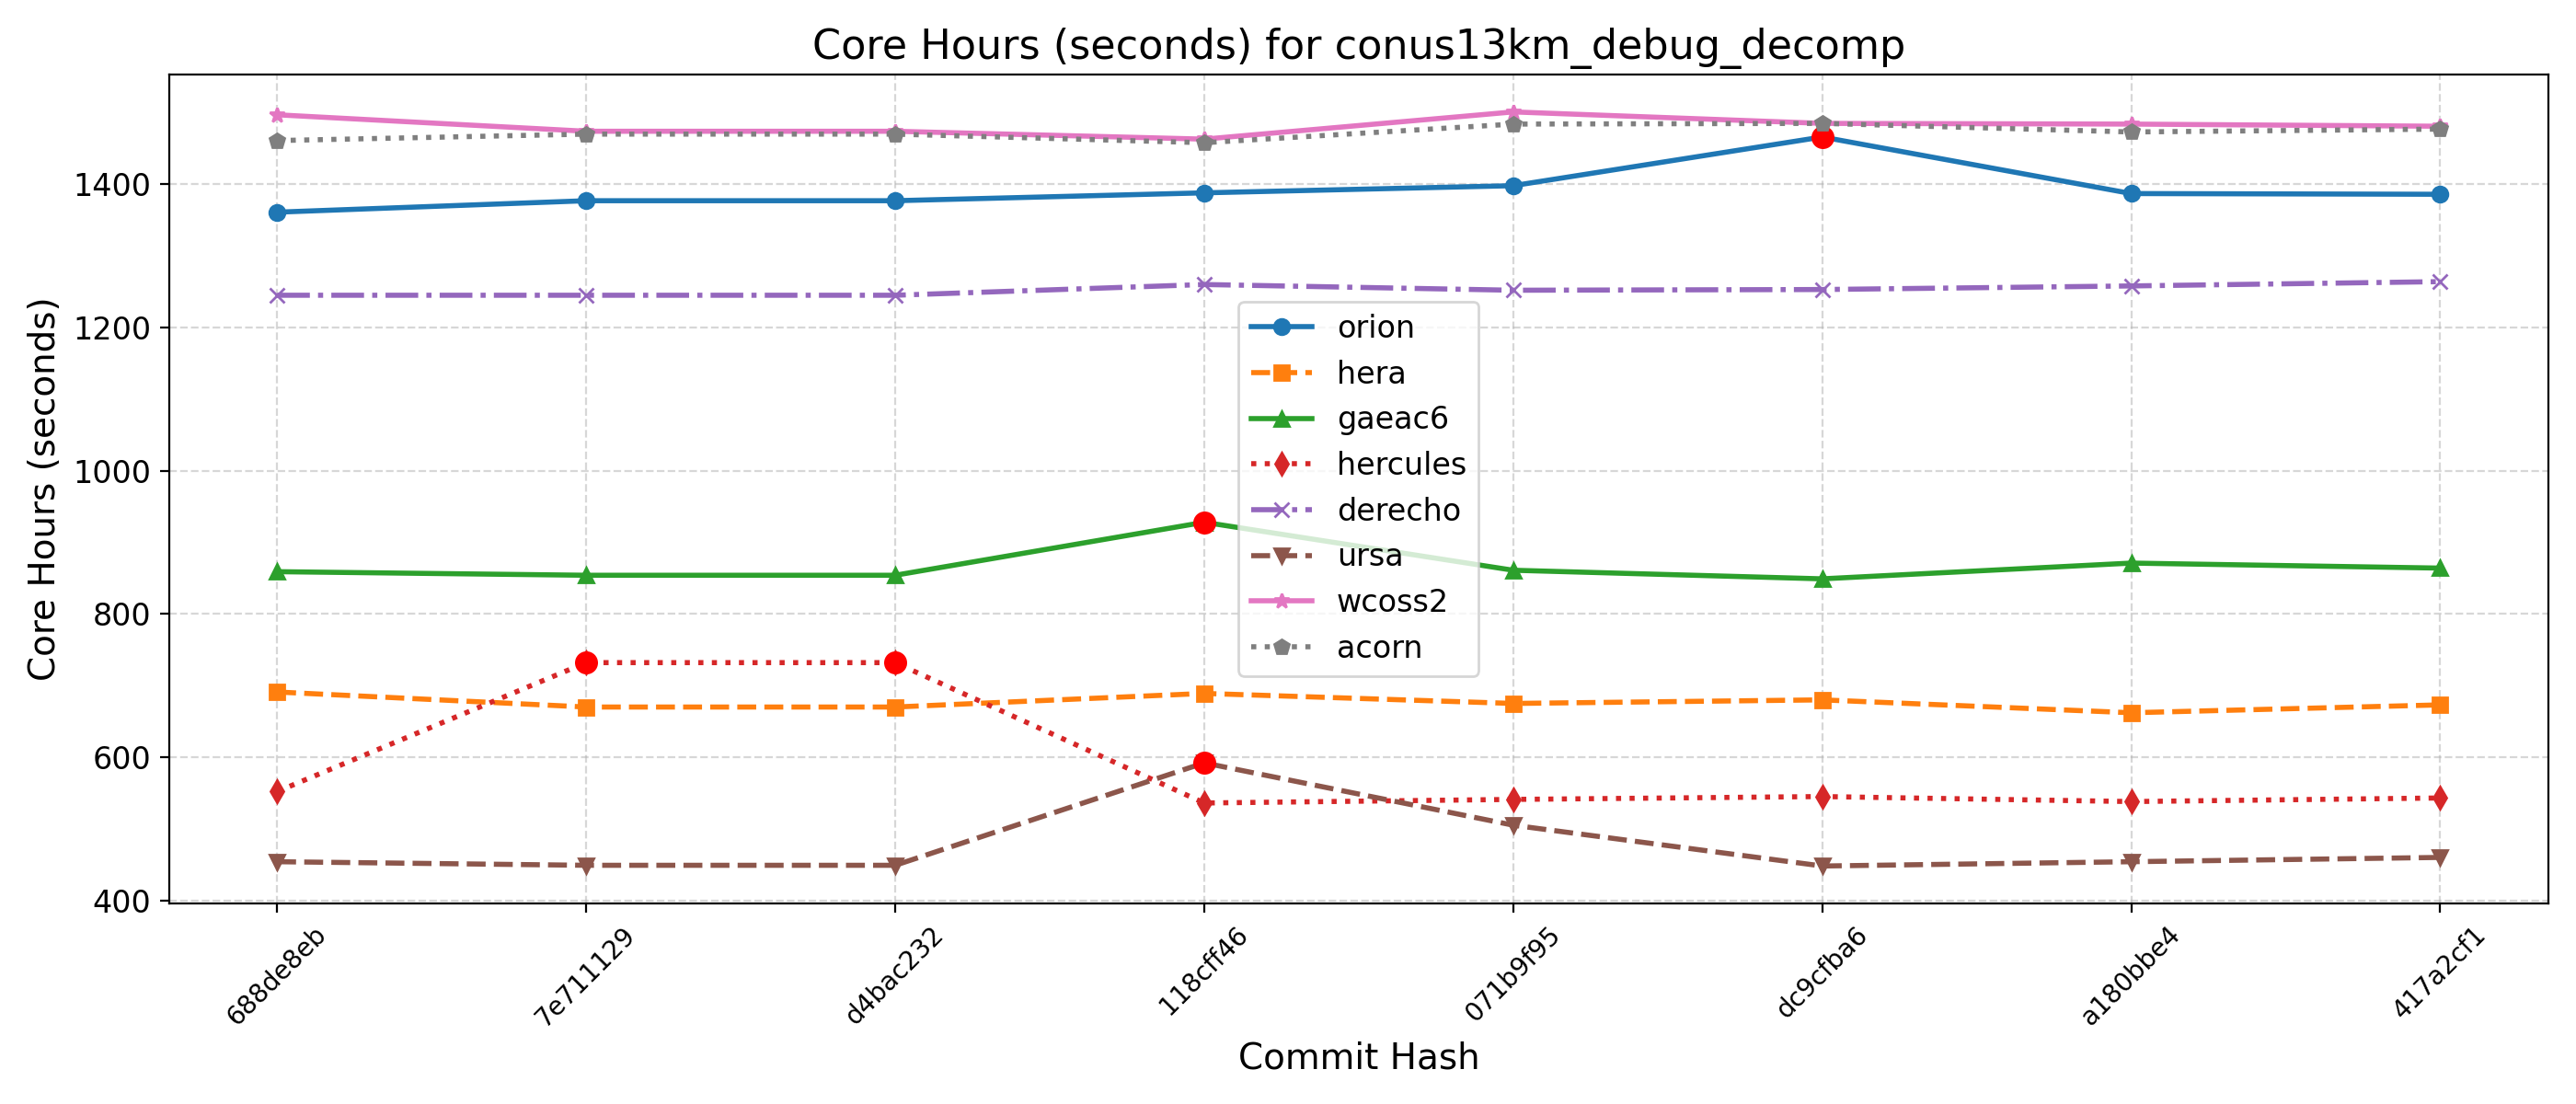 Core Hours (seconds) for conus13km_debug_decomp
Core Hours (seconds)
1400
1200
1000
800
600
400
orion
hera
gaeac6
hercules
derecho
ursa
wcoss2
acorn
688de8eb
7e711129
d4bac232
118cff46
071b9f95
dc9cfba6
a180bbe4
417a2cf1
Commit Hash